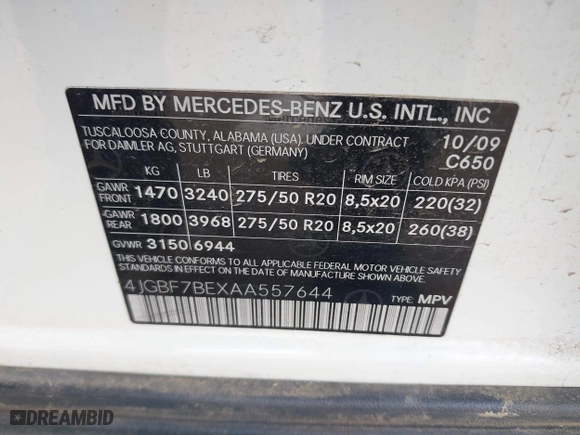 MFD BY MERCEDES-BENZ U.S. INTL., INC
TUSCALOOSA COUNTY, ALABAMA (USA). UNDER CONTRACT 10/09
FOR DAIMLER AG, STUTTGART (GERMANY) C650
KG LB TIRES RIM SIZE COLD KPA (PSI)
GAWR FRONT 1470 3240 275/50 R20 8,5x20 220(32)
GAWR REAR 1800 3968 275/50 R20 8,5x20 260(38)
GVWR 3150 6944
THIS VEHICLE CONFORMS TO ALL APPLICABLE FEDERAL MOTOR VEHICLE SAFETY
STANDARDS IN EFFECT ON THE DATE OF MANUFACTURE SHOWN ABOVE.
4JGBF7BEXAA557644 TYPE: MPV
DREAMBID